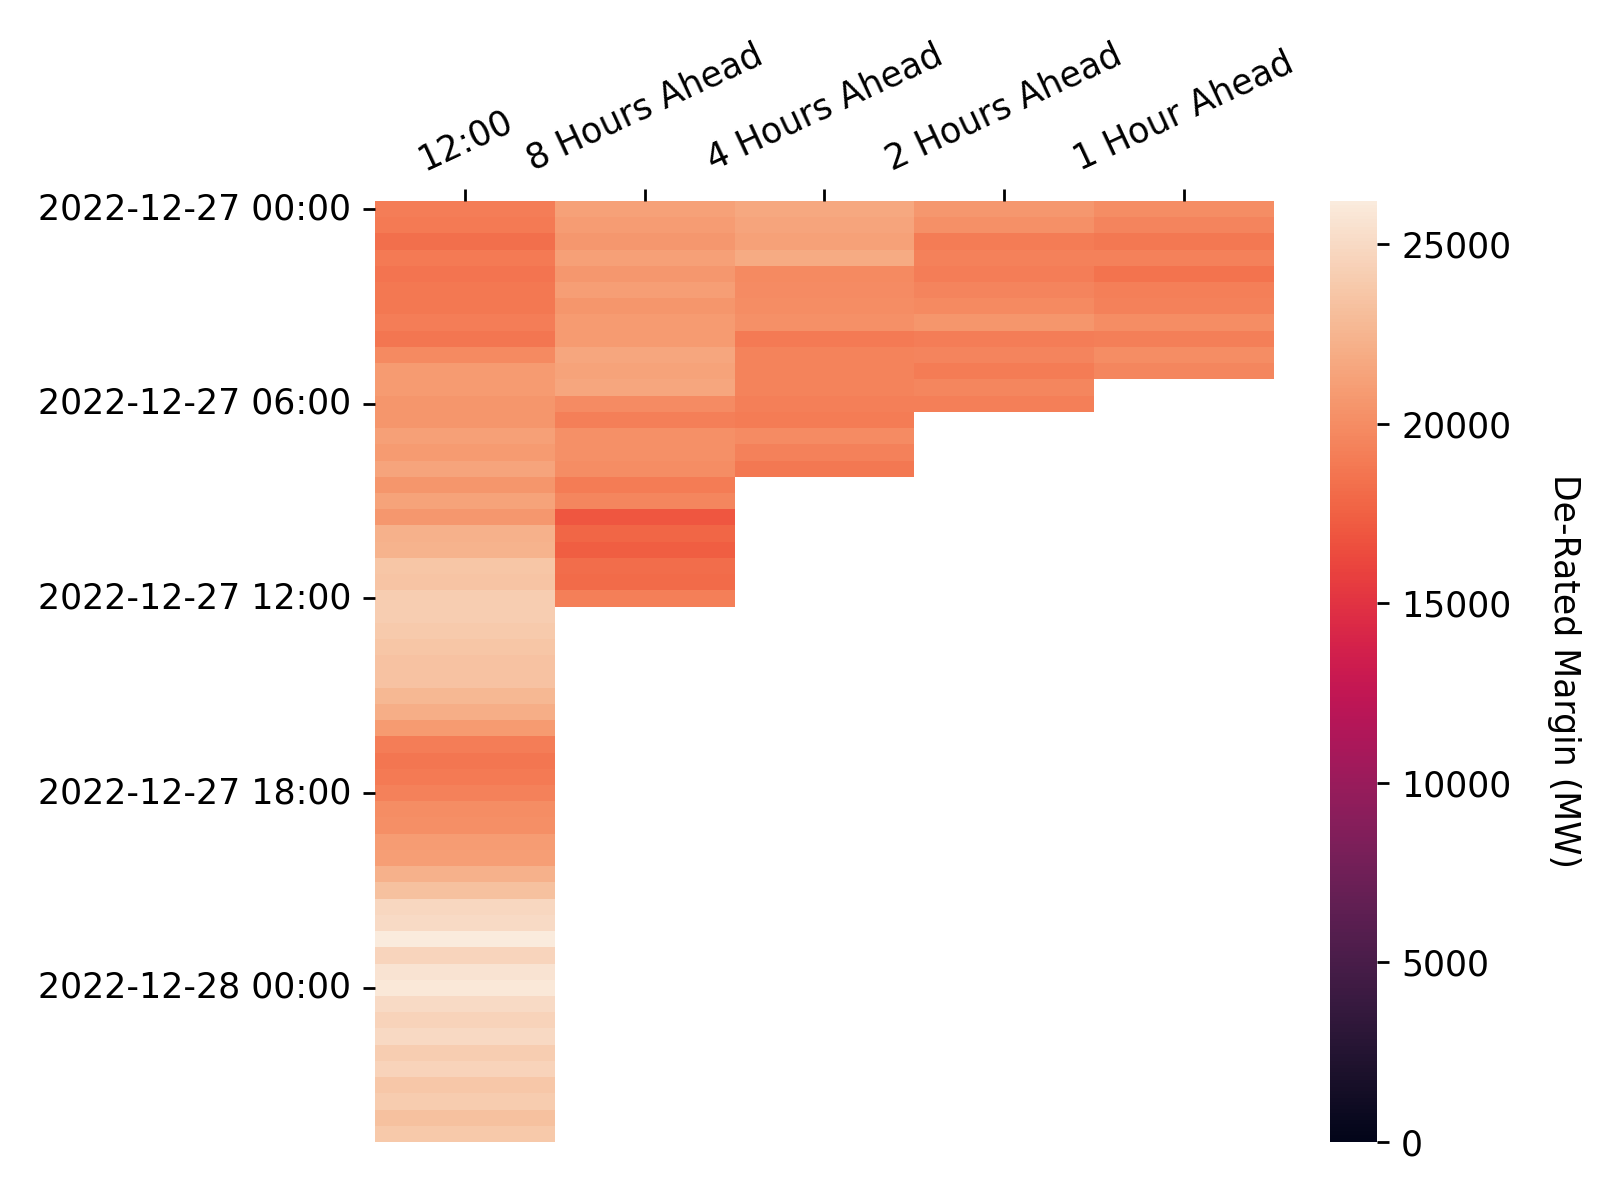 12:00
8 Hours Ahead
4 Hours Ahead
2 Hours Ahead
1 Hour Ahead
2022-12-27 00:00
2022-12-27 06:00
2022-12-27 12:00
2022-12-27 18:00
2022-12-28 00:00
25000
20000
15000
10000
5000
0
De-Rated Margin (MW)